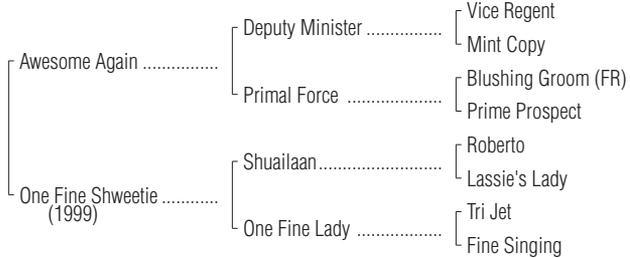 Vice Regent
Deputy Minister ................
Mint Copy
Awesome Again ................
Blushing Groom (FR)
Primal Force ....................
Prime Prospect
Roberto
Shuailaan..........................
Lassie's Lady
One Fine Shweetie ............
(1999)
Tri Jet
One Fine Lady ..................
Fine Singing